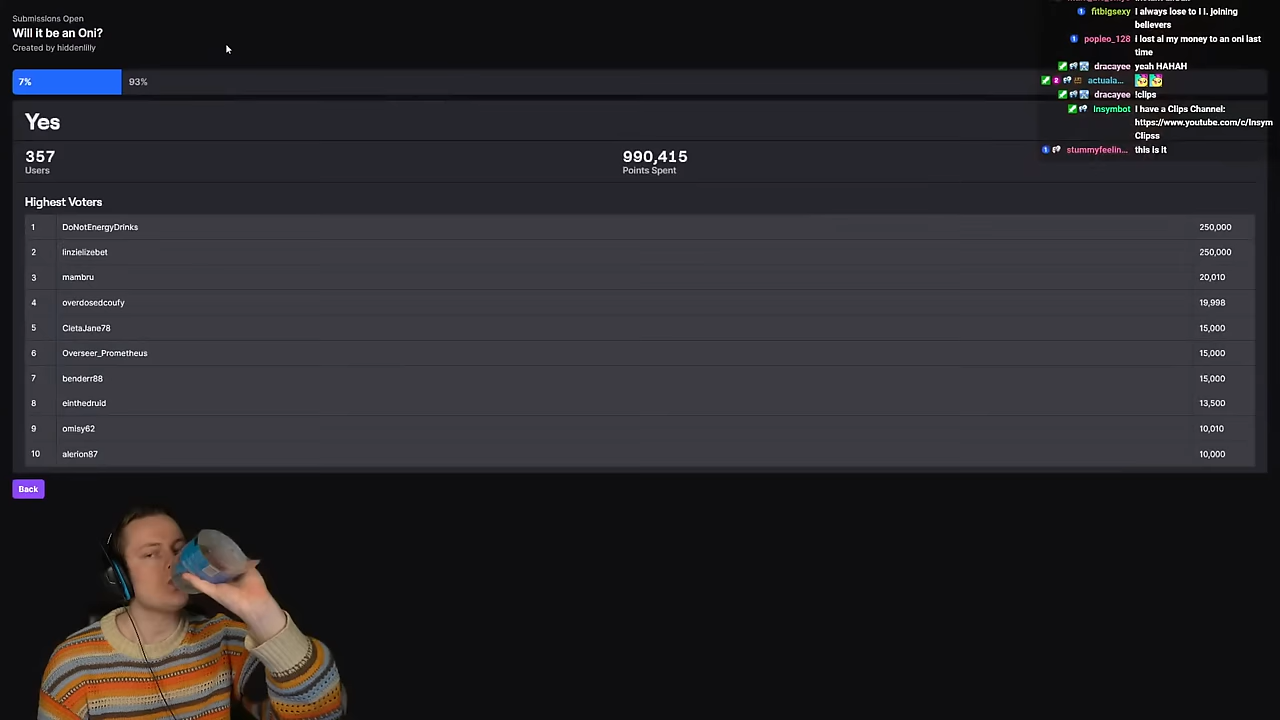 Submissions Open
Will it be an Oni?
Created by hiddenlilly
7%
93%
Yes
357
Users
990,415
Points Spent
Highest Voters
1 DoNotEnergyDrinks 250,000
2 linzielizebet 250,000
3 mambru 20,010
4 overdosedcoufy 19,998
5 CletaJane78 15,000
6 Overseer_Prometheus 15,000
7 benderr88 15,000
8 einthedruid 13,500
9 omisy62 10,010
10 alerion87 10,000
Back
fitbigsexy I always lose to I I. joining
believers
popleo_128 I lost al my money to an oni last
time
dracayee yeah HAHAH
actuala...
dracayee !clips
Insymbot I have a Clips Channel:
https://www.youtube.com/c/Insym
Clipss
stummyfeelin... this is it